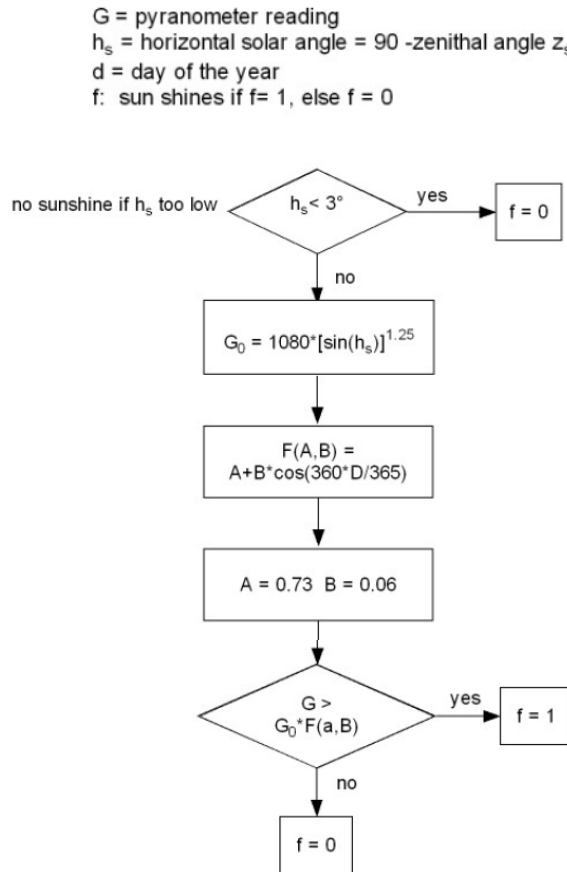 G = pyranometer reading
hₛ = horizontal solar angle = 90 -zenithal angle zₛ
d = day of the year
f: sun shines if f= 1, else f = 0
no sunshine if hₛ too low
hₛ< 3°
yes
f = 0
no
G₀ = 1080*[sin(hₛ)]^1.25
F(A,B) =
A+B*cos(360*D/365)
A = 0.73 B = 0.06
G >
G₀*F(a,B)
yes
f = 1
no
f = 0